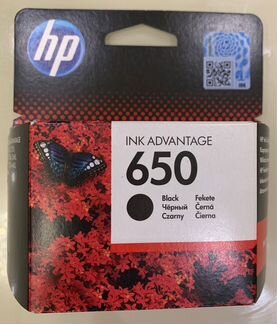 hp
INK ADVANTAGE
650
Black Fekete
Чёрный Černá
Czarny Čierna